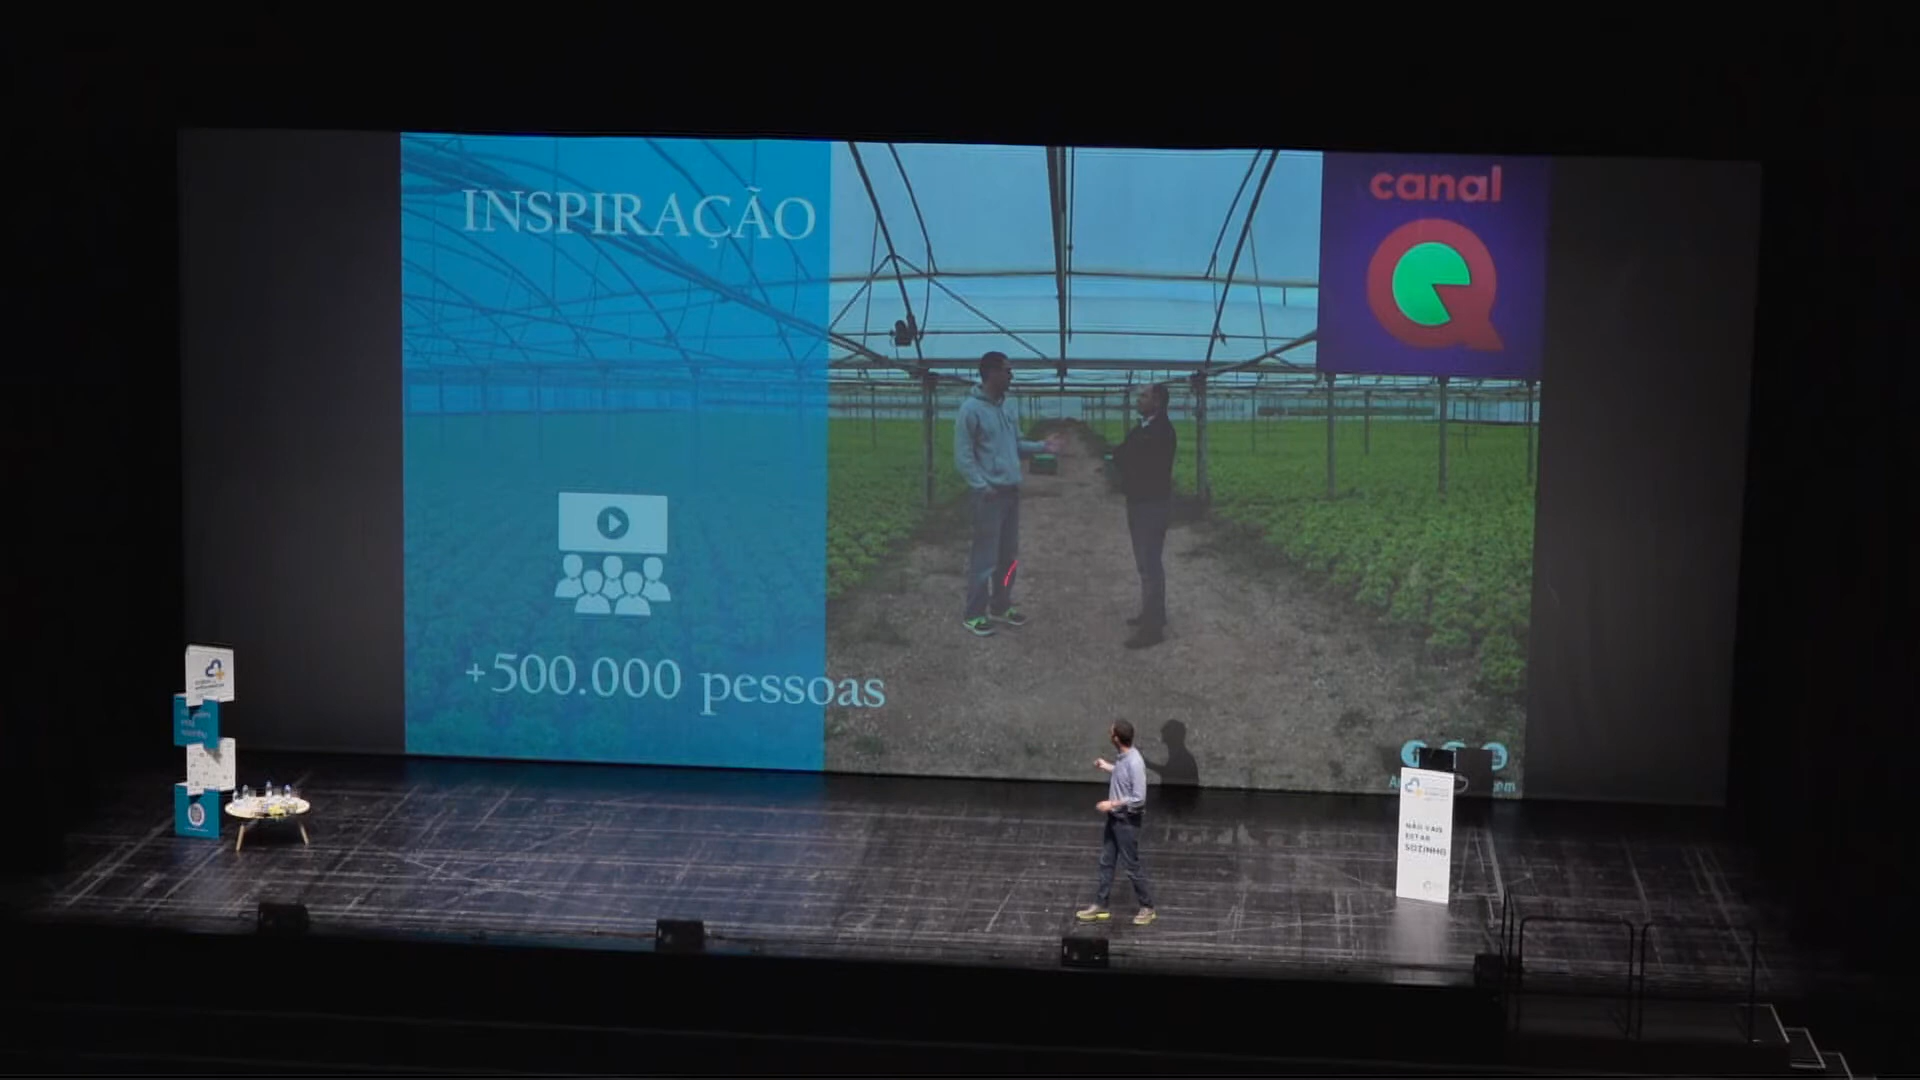 INSPIRAÇÃO
canal
Q
+500.000 pessoas
NÃO VAIS
ESTAR
SOZINHO